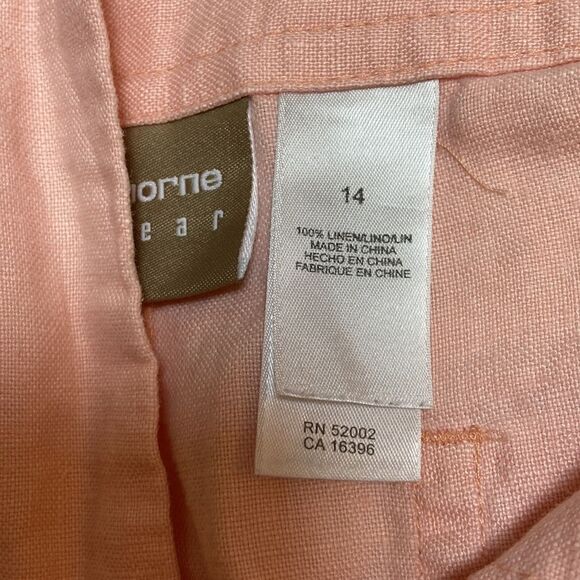 ear
14
100% LINEN/LINO/LIN
MADE IN CHINA
HECHO EN CHINA
FABRIQUE EN CHINE
RN 52002
CA 16396